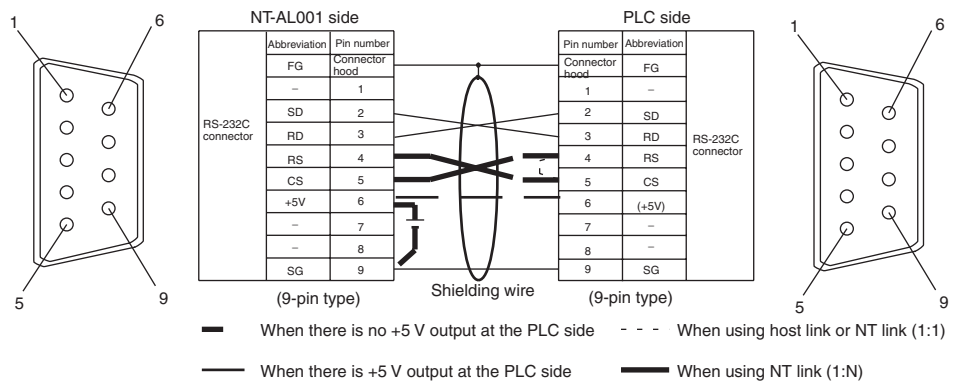 NT-AL001 side
PLC side
1
6
1
6
Abbreviation Pin number
Pin number Abbreviation
FG Connector hood
Connector hood FG
– 1
1 –
SD 2
2 SD
RS-232C connector
RD 3
3 RD
RS-232C connector
RS 4
4 RS
CS 5
5 CS
+5V 6
6 (+5V)
– 7
7 –
– 8
8 –
SG 9
9 SG
5
9
5
9
(9-pin type)
Shielding wire
(9-pin type)
When there is no +5 V output at the PLC side
When using host link or NT link (1:1)
When there is +5 V output at the PLC side
When using NT link (1:N)